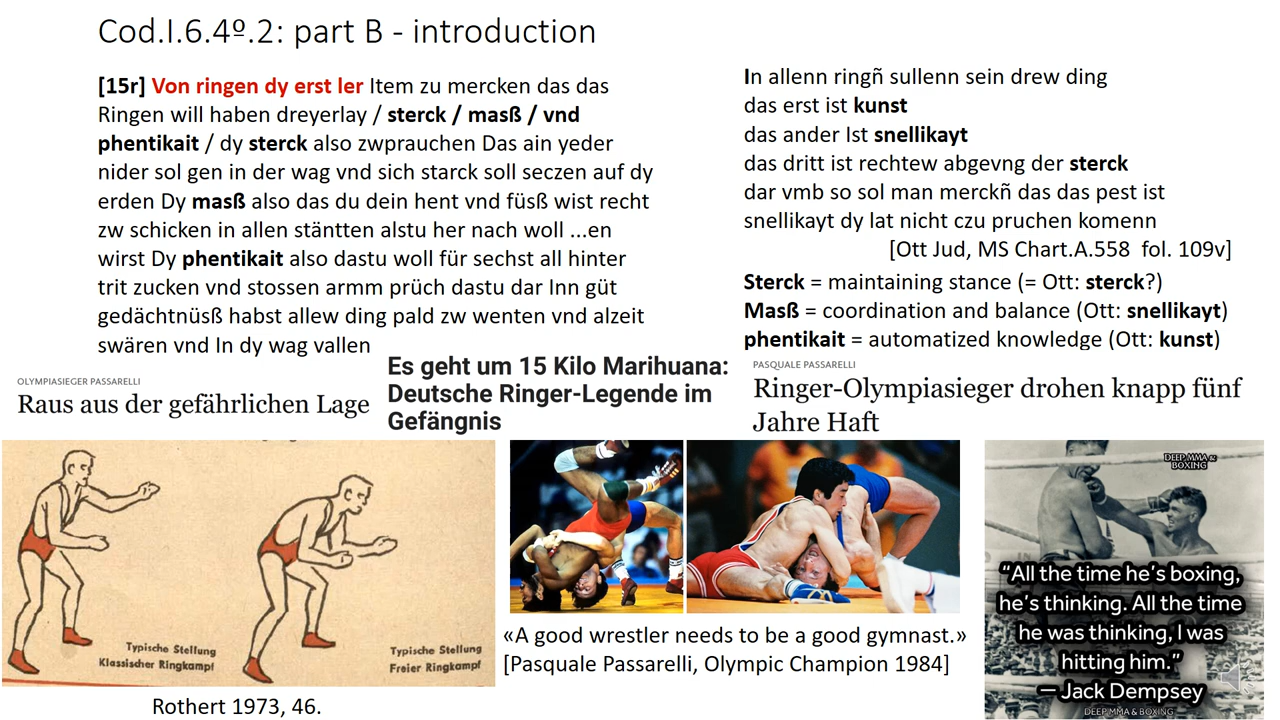 Cod.I.6.4º.2: part B - introduction
[15r] Von ringen dy erst ler Item zu mercken das das
Ringen will haben dreyerlay / sterck / masß / vnd
phentikait / dy sterck also zwprauchen Das ain yeder
nider sol gen in der wag vnd sich starck soll seczen auf dy
erden Dy masß also das du dein hent vnd füsß wist recht
zw schicken in allen stäntten alstu her nach woll ...en
wirst Dy phentikait also dastu woll für sechst all hinter
trit zucken vnd stossen armm prüch dastu dar Inn güt
gedächtnüsß habst allew ding pald zw wenten vnd alzeit
swären vnd In dy wag vallen
In allenn ringñ sullenn sein drew ding
das erst ist kunst
das ander Ist snellikayt
das dritt ist rechtew abgevng der sterck
dar vmb so sol man merckñ das das pest ist
snellikayt dy lat nicht czu pruchen komenn
[Ott Jud, MS Chart.A.558 fol. 109v]
Sterck = maintaining stance (= Ott: sterck?)
Masß = coordination and balance (Ott: snellikayt)
phentikait = automatized knowledge (Ott: kunst)
OLYMPIASIEGER PASSARELLI
Raus aus der gefährlichen Lage
Es geht um 15 Kilo Marihuana:
Deutsche Ringer-Legende im
Gefängnis
PASQUALE PASSARELLI
Ringer-Olympiasieger drohen knapp fünf
Jahre Haft
Typische Stellung
Klassischer Ringkampf
Typische Stellung
Freier Ringkampf
Rothert 1973, 46.
«A good wrestler needs to be a good gymnast.»
[Pasquale Passarelli, Olympic Champion 1984]
DEEP MMA &
BOXING
“All the time he's boxing,
he's thinking. All the time
he was thinking, I was
hitting him.”
— Jack Dempsey
DEEP MMA & BOXING